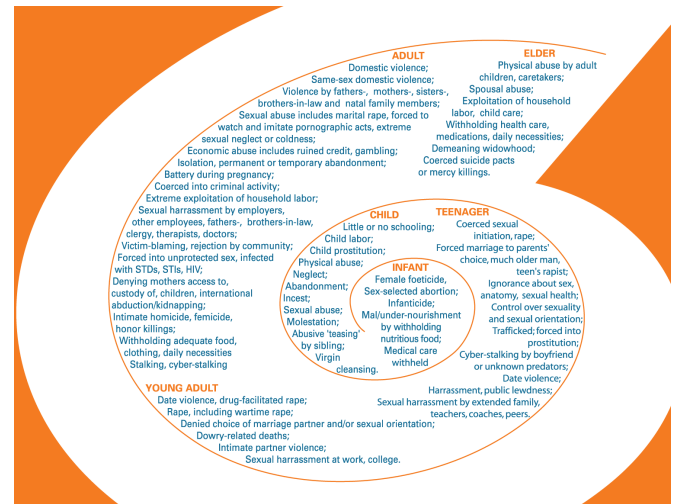 ADULT
Domestic violence;
Same-sex domestic violence;
Violence by fathers-, mothers-, sisters-,
brothers-in-law and natal family members;
Sexual abuse includes marital rape, forced to
watch and imitate pornographic acts, extreme
sexual neglect or coldness;
Economic abuse includes ruined credit, gambling;
Isolation, permanent or temporary abandonment;
Battery during pregnancy;
Coerced into criminal activity;
Extreme exploitation of household labor;
Sexual harrassment by employers,
other employees, fathers-, brothers-in-law,
clergy, therapists, doctors;
Victim-blaming, rejection by community;
Forced into unprotected sex, infected
with STDs, STIs, HIV;
Denying mothers access to,
custody of, children, international
abduction/kidnapping;
Intimate homicide, femicide,
honor killings;
Withholding adequate food,
clothing, daily necessities
Stalking, cyber-stalking
ELDER
Physical abuse by adult
children, caretakers;
Spousal abuse;
Exploitation of household
labor, child care;
Withholding health care,
medications, daily necessities;
Demeaning widowhood;
Coerced suicide pacts
or mercy killings.
CHILD
Little or no schooling;
Child labor;
Child prostitution;
Physical abuse;
Neglect;
Abandonment;
Incest;
Sexual abuse;
Molestation;
Abusive 'teasing'
by sibling;
Virgin
cleansing.
INFANT
Female foeticide,
Sex-selected abortion;
Infanticide;
Mal/under-nourishment
by withholding
nutritious food;
Medical care
withheld
TEENAGER
Coerced sexual
initiation, rape;
Forced marriage to parents'
choice, much older man,
teen's rapist;
Ignorance about sex,
anatomy, sexual health;
Control over sexuality
and sexual orientation;
Trafficked; forced into
prostitution;
Cyber-stalking by boyfriend
or unknown predators;
Date violence;
Harrassment, public lewdness;
Sexual harrassment by extended family,
teachers, coaches, peers.
YOUNG ADULT
Date violence, drug-facilitated rape;
Rape, including wartime rape;
Denied choice of marriage partner and/or sexual orientation;
Dowry-related deaths;
Intimate partner violence;
Sexual harrassment at work, college.